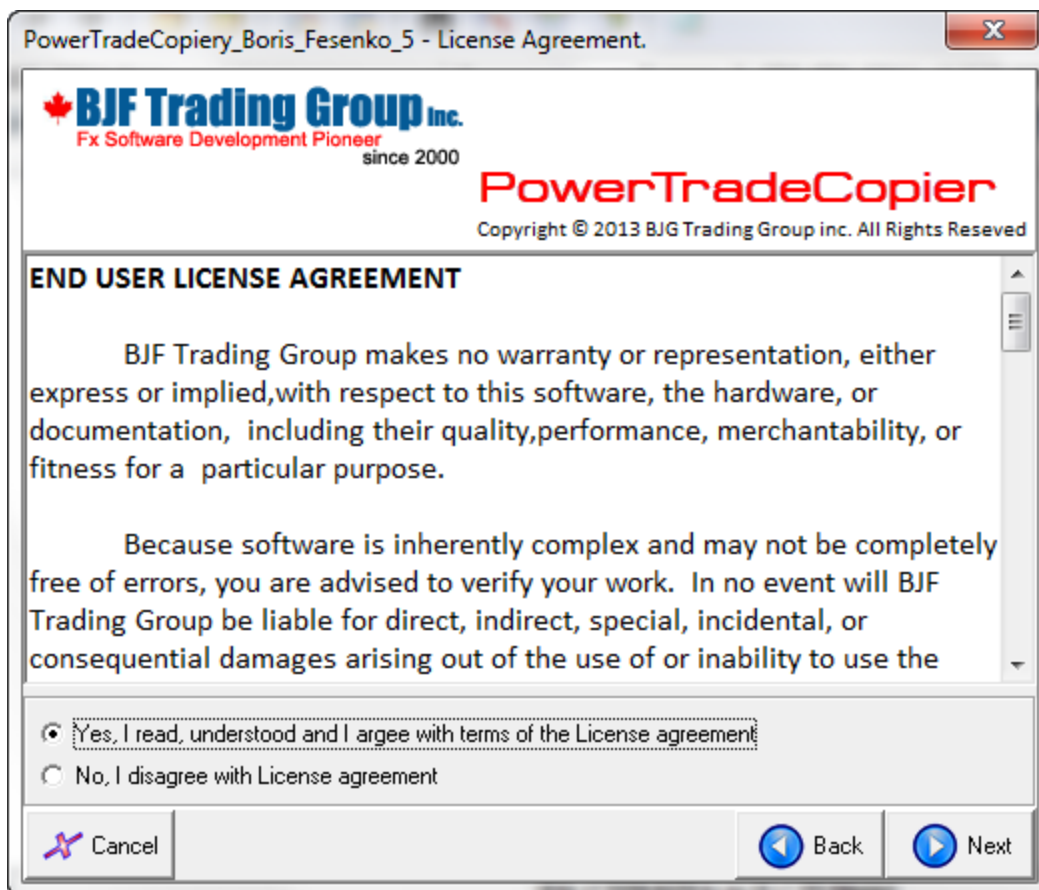 PowerTradeCopiery_Boris_Fesenko_5 - License Agreement.
BJF Trading Group Inc.
Fx Software Development Pioneer
since 2000
PowerTradeCopier
Copyright © 2013 BJG Trading Group inc. All Rights Reseved
END USER LICENSE AGREEMENT
BJF Trading Group makes no warranty or representation, either
express or implied,with respect to this software, the hardware, or
documentation,  including their quality,performance, merchantability, or
fitness for a  particular purpose.
Because software is inherently complex and may not be completely
free of errors, you are advised to verify your work.  In no event will BJF
Trading Group be liable for direct, indirect, special, incidental, or
consequential damages arising out of the use of or inability to use the
Yes, I read, understood and I argee with terms of the License agreement
No, I disagree with License agreement
Cancel
Back
Next